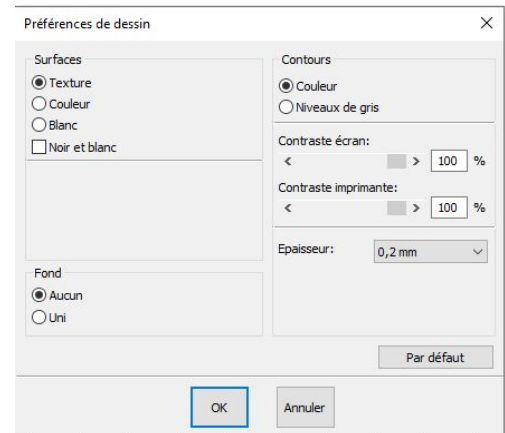 Préférences de dessin
Surfaces
Texture
Couleur
Blanc
Noir et blanc
Fond
Aucun
Uni
Contours
Couleur
Niveaux de gris
Contraste écran:
100 %
Contraste imprimante:
100 %
Epaisseur: 0,2 mm
Par défaut
OK Annuler